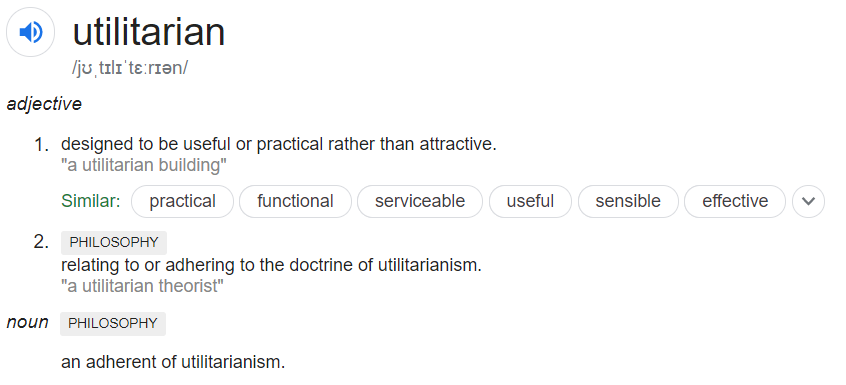 utilitarian
/jʊˌtɪlɪˈtɛːrɪən/
adjective
1. designed to be useful or practical rather than attractive.
"a utilitarian building"
Similar: practical functional serviceable useful sensible effective
2. PHILOSOPHY
relating to or adhering to the doctrine of utilitarianism.
"a utilitarian theorist"
noun PHILOSOPHY
an adherent of utilitarianism.